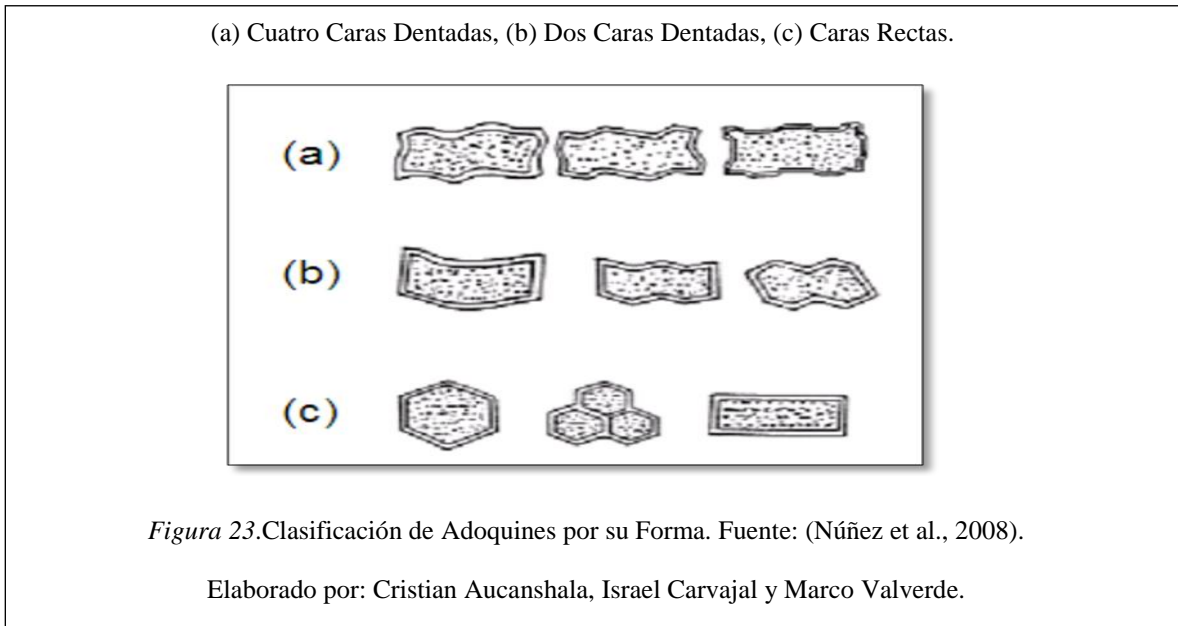 (a) Cuatro Caras Dentadas, (b) Dos Caras Dentadas, (c) Caras Rectas.
(a)
(b)
(c)
Figura 23.Clasificación de Adoquines por su Forma. Fuente: (Núñez et al., 2008).
Elaborado por: Cristian Aucanshala, Israel Carvajal y Marco Valverde.